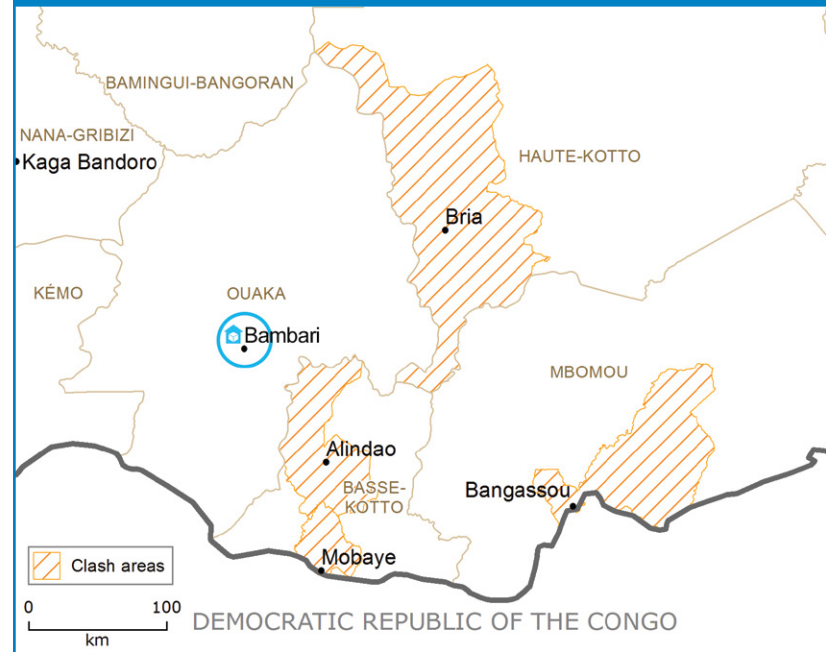 BAMINGUI-BANGORAN
NANA-GRIBIZI
Kaga Bandoro
HAUTE-KOTTO
Bria
KÉMO
OUAKA
Bambari
MBOMOU
Alindao
BASSE-
KOTTO
Bangassou
Mobaye
Clash areas
0 100
km
DEMOCRATIC REPUBLIC OF THE CONGO